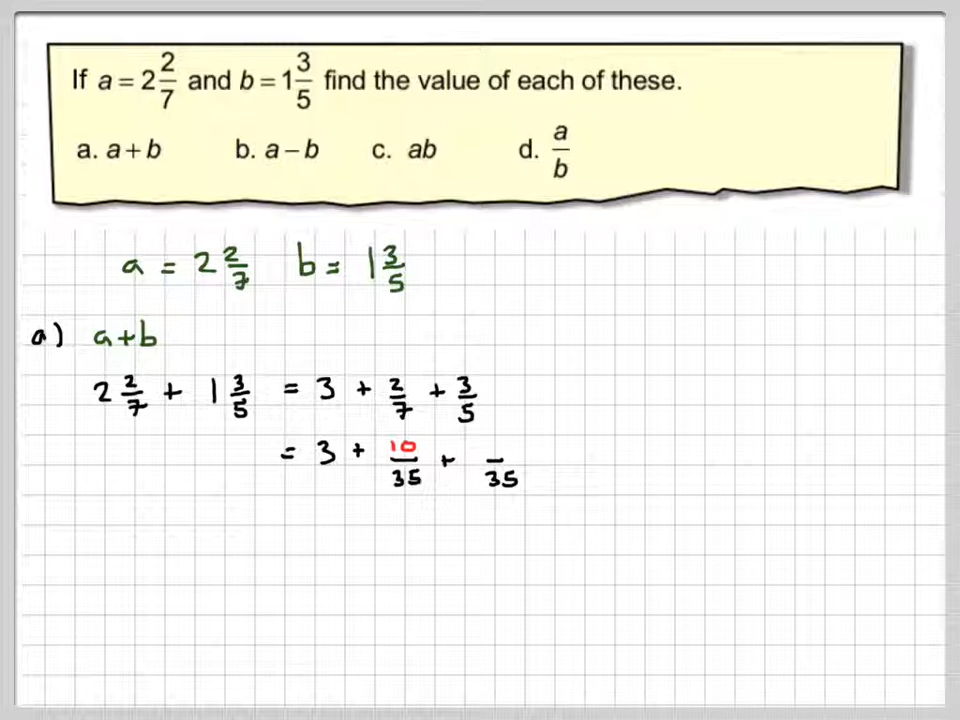 If a = 2 2/7 and b = 1 3/5 find the value of each of these.
a. a + b b. a − b c. ab d. a/b
a = 2 2/7 b = 1 3/5
a) a+b
2 2/7 + 1 3/5 = 3 + 2/7 + 3/5
= 3 + 10/35 + /35